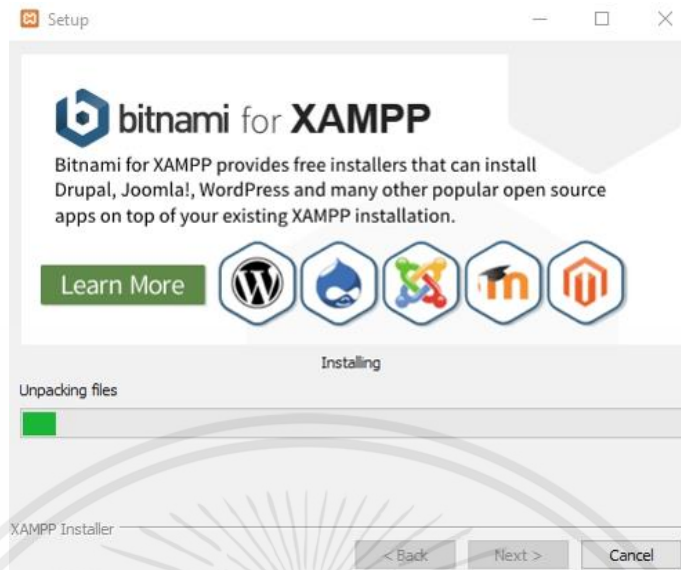 Setup
bitnami for XAMPP
Bitnami for XAMPP provides free installers that can install
Drupal, Joomla!, WordPress and many other popular open source
apps on top of your existing XAMPP installation.
Learn More
Installing
Unpacking files
XAMPP Installer
< Back Next > Cancel